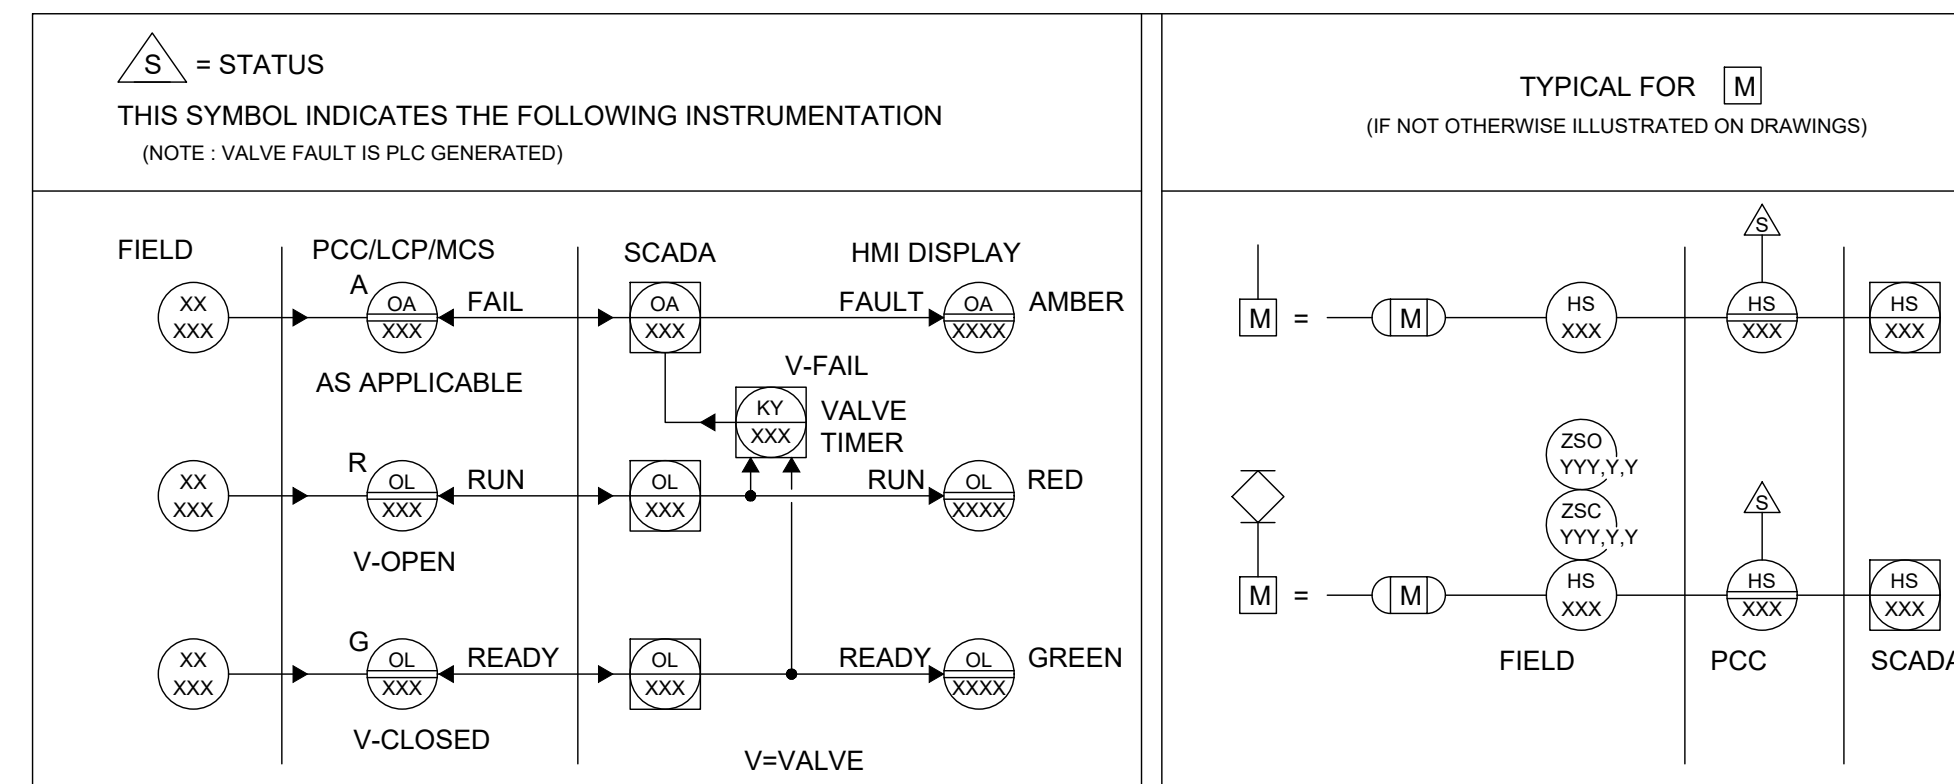 S = STATUS
THIS SYMBOL INDICATES THE FOLLOWING INSTRUMENTATION
(NOTE : VALVE FAULT IS PLC GENERATED)
FIELD PCC/LCP/MCS SCADA HMI DISPLAY
XX
XXX
A
OA
XXX
FAIL
OA
XXX
FAULT
OA
XXXX
AMBER
AS APPLICABLE
V-FAIL
KY
XXX
VALVE
TIMER
XX
XXX
R
OL
XXX
RUN
OL
XXX
RUN
OL
XXXX
RED
V-OPEN
XX
XXX
G
OL
XXX
READY
OL
XXX
READY
OL
XXXX
GREEN
V-CLOSED
V=VALVE
TYPICAL FOR M
(IF NOT OTHERWISE ILLUSTRATED ON DRAWINGS)
S
M = M
HS
XXX
HS
XXX
HS
XXX
ZSO
YYY,Y,Y
ZSC
YYY,Y,Y
S
M = M
HS
XXX
HS
XXX
HS
XXX
FIELD PCC SCADA